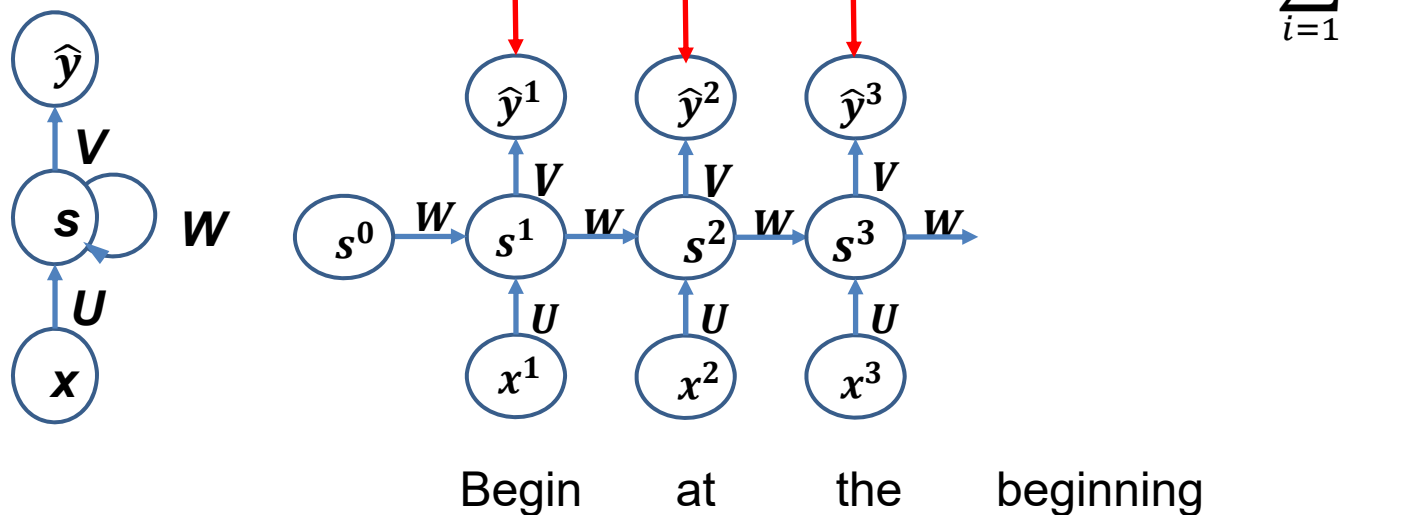 ∑
i=1
ŷ
ŷ¹ ŷ² ŷ³
V
V V V
s
W
s⁰ W s¹ W s² W s³ W
U
U U U
x
x¹ x² x³
Begin at the beginning